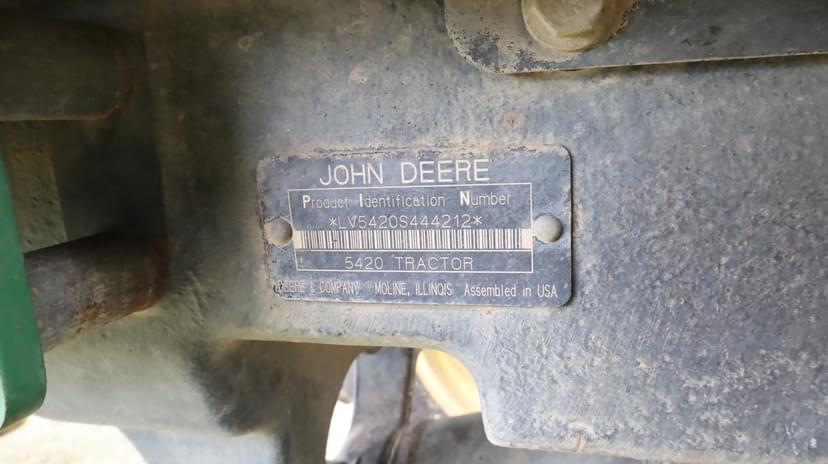 JOHN DEERE
Product Identification Number
*LV5420S444212*
5420 TRACTOR
DEERE & COMPANY MOLINE, ILLINOIS Assembled in USA